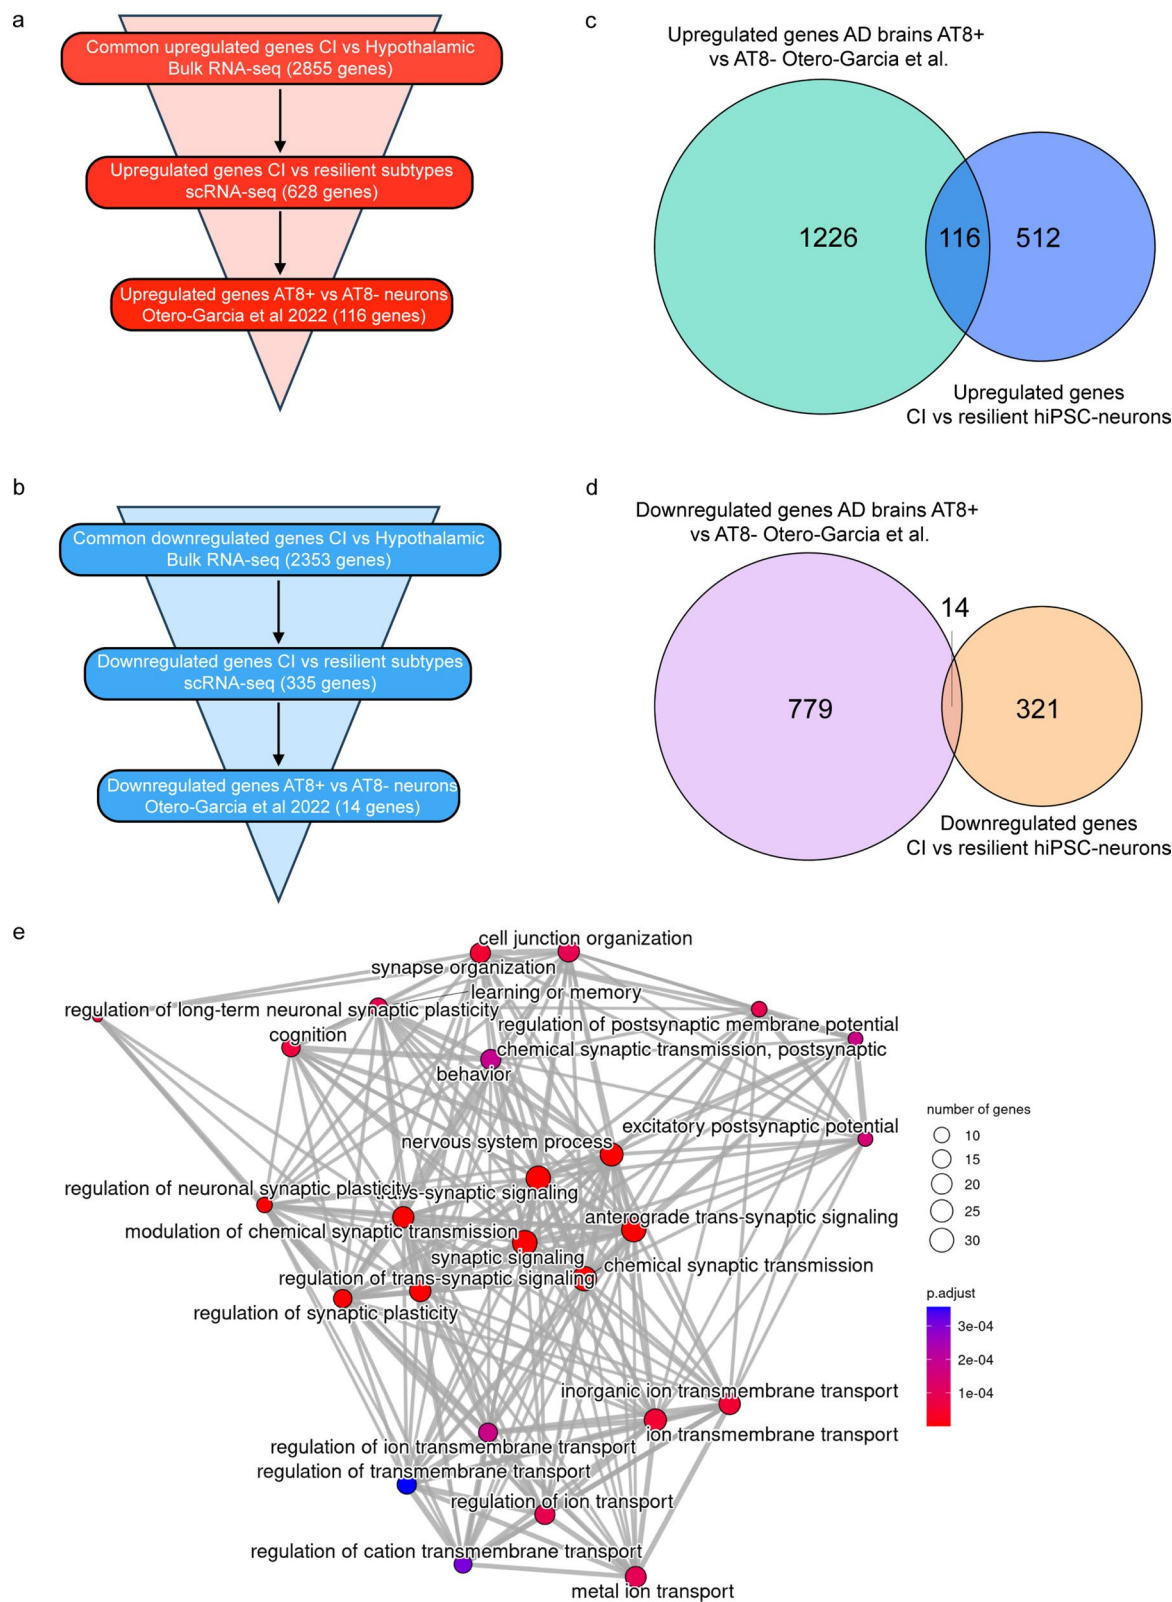 a
Common upregulated genes CI vs Hypothalamic
Bulk RNA-seq (2855 genes)
Upregulated genes CI vs resilient subtypes
scRNA-seq (628 genes)
Upregulated genes AT8+ vs AT8- neurons
Otero-Garcia et al 2022 (116 genes)
c
Upregulated genes AD brains AT8+
vs AT8- Otero-Garcia et al.
1226
116
512
Upregulated genes
CI vs resilient hiPSC-neurons
b
Common downregulated genes CI vs Hypothalamic
Bulk RNA-seq (2353 genes)
Downregulated genes CI vs resilient subtypes
scRNA-seq (335 genes)
Downregulated genes AT8+ vs AT8- neurons
Otero-Garcia et al 2022 (14 genes)
d
Downregulated genes AD brains AT8+
vs AT8- Otero-Garcia et al.
14
779
321
Downregulated genes
CI vs resilient hiPSC-neurons
e
cell junction organization
synapse organization
learning or memory
regulation of long-term neuronal synaptic plasticity
regulation of postsynaptic membrane potential
cognition
chemical synaptic transmission, postsynaptic
behavior
excitatory postsynaptic potential
nervous system process
regulation of neuronal synaptic plasticity
trans-synaptic signaling
anterograde trans-synaptic signaling
modulation of chemical synaptic transmission
synaptic signaling
chemical synaptic transmission
regulation of trans-synaptic signaling
regulation of synaptic plasticity
inorganic ion transmembrane transport
ion transmembrane transport
regulation of ion transmembrane transport
regulation of transmembrane transport
regulation of ion transport
regulation of cation transmembrane transport
metal ion transport
number of genes
10
15
20
25
30
p.adjust
3e-04
2e-04
1e-04